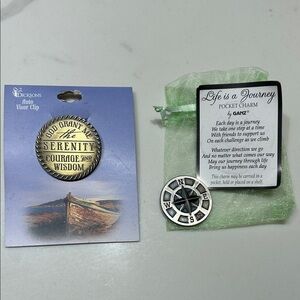 DICKSONS
Auto
Visor Clip
GOD GRANT ME
the
SERENITY
COURAGE AND
WISDOM
Life is a Journey
POCKET CHARM
by GANZ
Each day is a journey
We take one step at a time
With friends to support us
On each challenge as we climb
Whatever direction we go
And no matter what comes our way
May our journey through life
Bring us happiness each day
This charm may be carried in a
pocket, held or placed on a shelf.